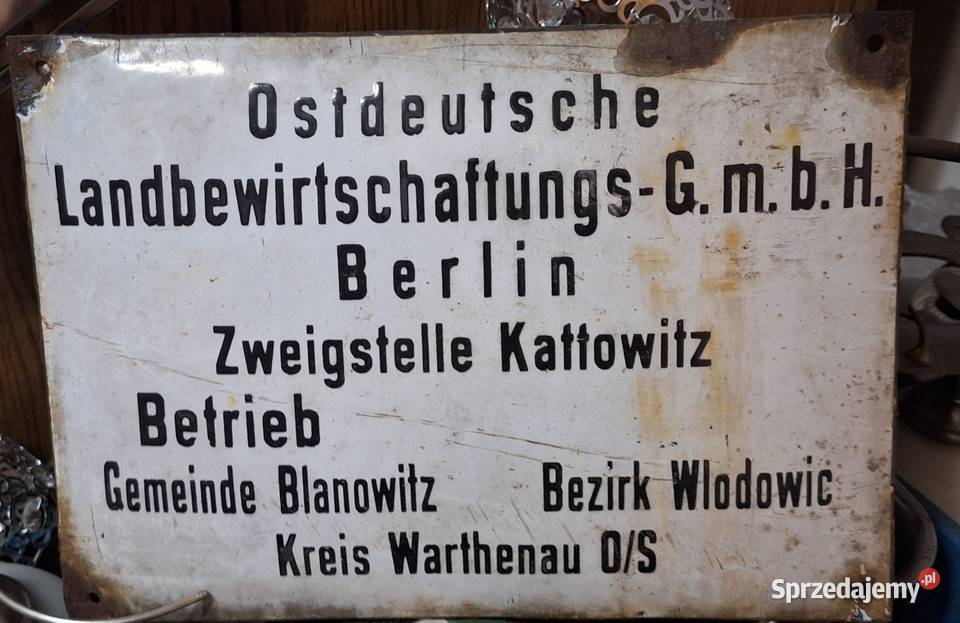 Ostdeutsche
Landbewirtschaftungs-G.m.b.H.
Berlin
Zweigstelle Kattowitz
Betrieb
Gemeinde Blanowitz Bezirk Wlodowic
Kreis Warthenau O/S
Sprzedajemy.pl